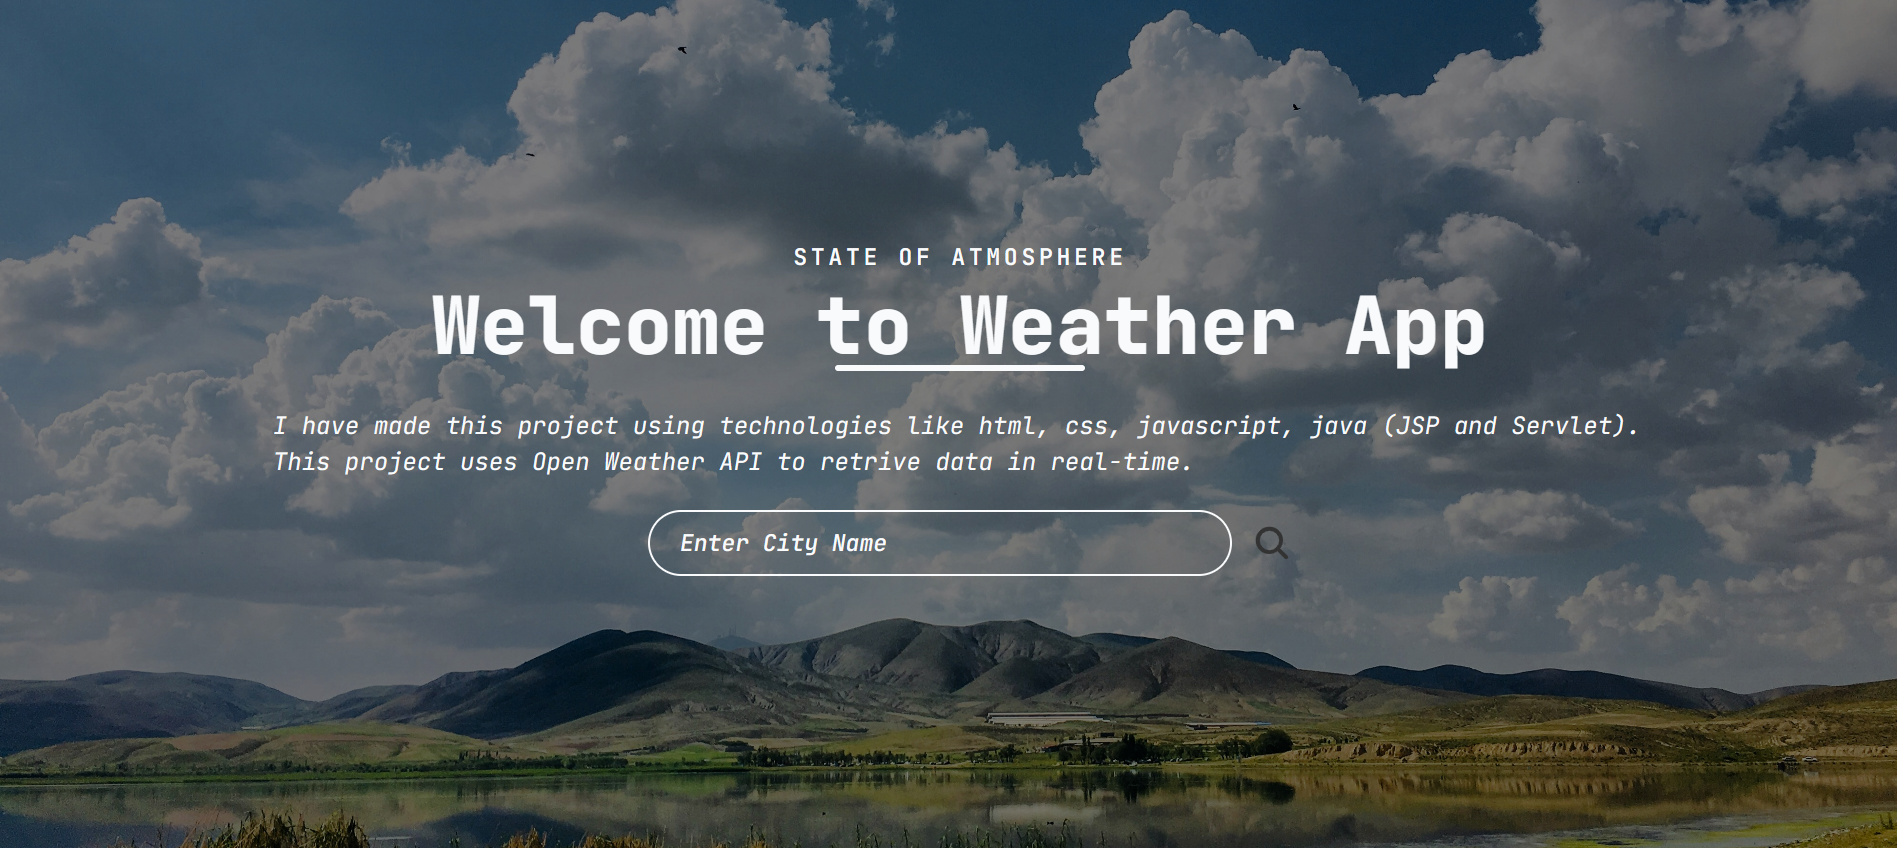 STATE OF ATMOSPHERE
Welcome to Weather App
I have made this project using technologies like html, css, javascript, java (JSP and Servlet).
This project uses Open Weather API to retrive data in real-time.
Enter City Name